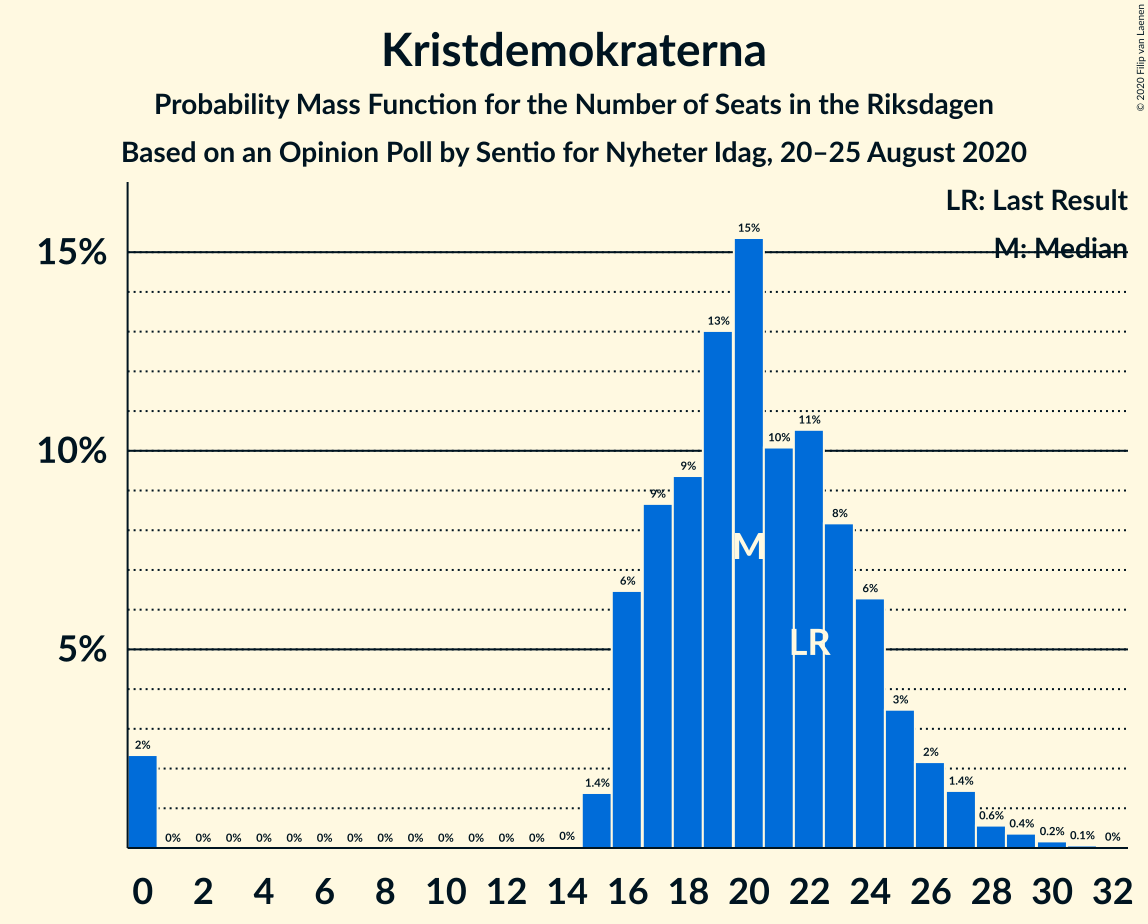 Kristdemokraterna
Probability Mass Function for the Number of Seats in the Riksdagen
Based on an Opinion Poll by Sentio for Nyheter Idag, 20–25 August 2020
© 2020 Filip van Laenen
LR: Last Result
M: Median
15%
10%
5%
2% 0% 0% 0% 0% 0% 0% 0% 0% 0% 0% 0% 0% 0% 0% 1.4% 6% 9% 9% 13% 15% 10% 11% 8% 6% 3% 2% 1.4% 0.6% 0.4% 0.2% 0.1% 0%
M
LR
0 2 4 6 8 10 12 14 16 18 20 22 24 26 28 30 32